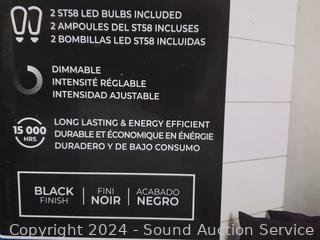 2 ST58 LED BULBS INCLUDED
2 AMPOULES DEL ST58 INCLUSES
2 BOMBILLAS LED ST58 INCLUIDAS
DIMMABLE
INTENSITÉ RÉGLABLE
INTENSIDAD AJUSTABLE
15 000
HRS
LONG LASTING & ENERGY EFFICIENT
DURABLE ET ÉCONOMIQUE EN ÉNÉRGIE
DURADERO Y DE BAJO CONSUMO
BLACK
FINISH
FINI
NOIR
ACABADO
NEGRO
Copyright © 2024 - Sound Auction Service